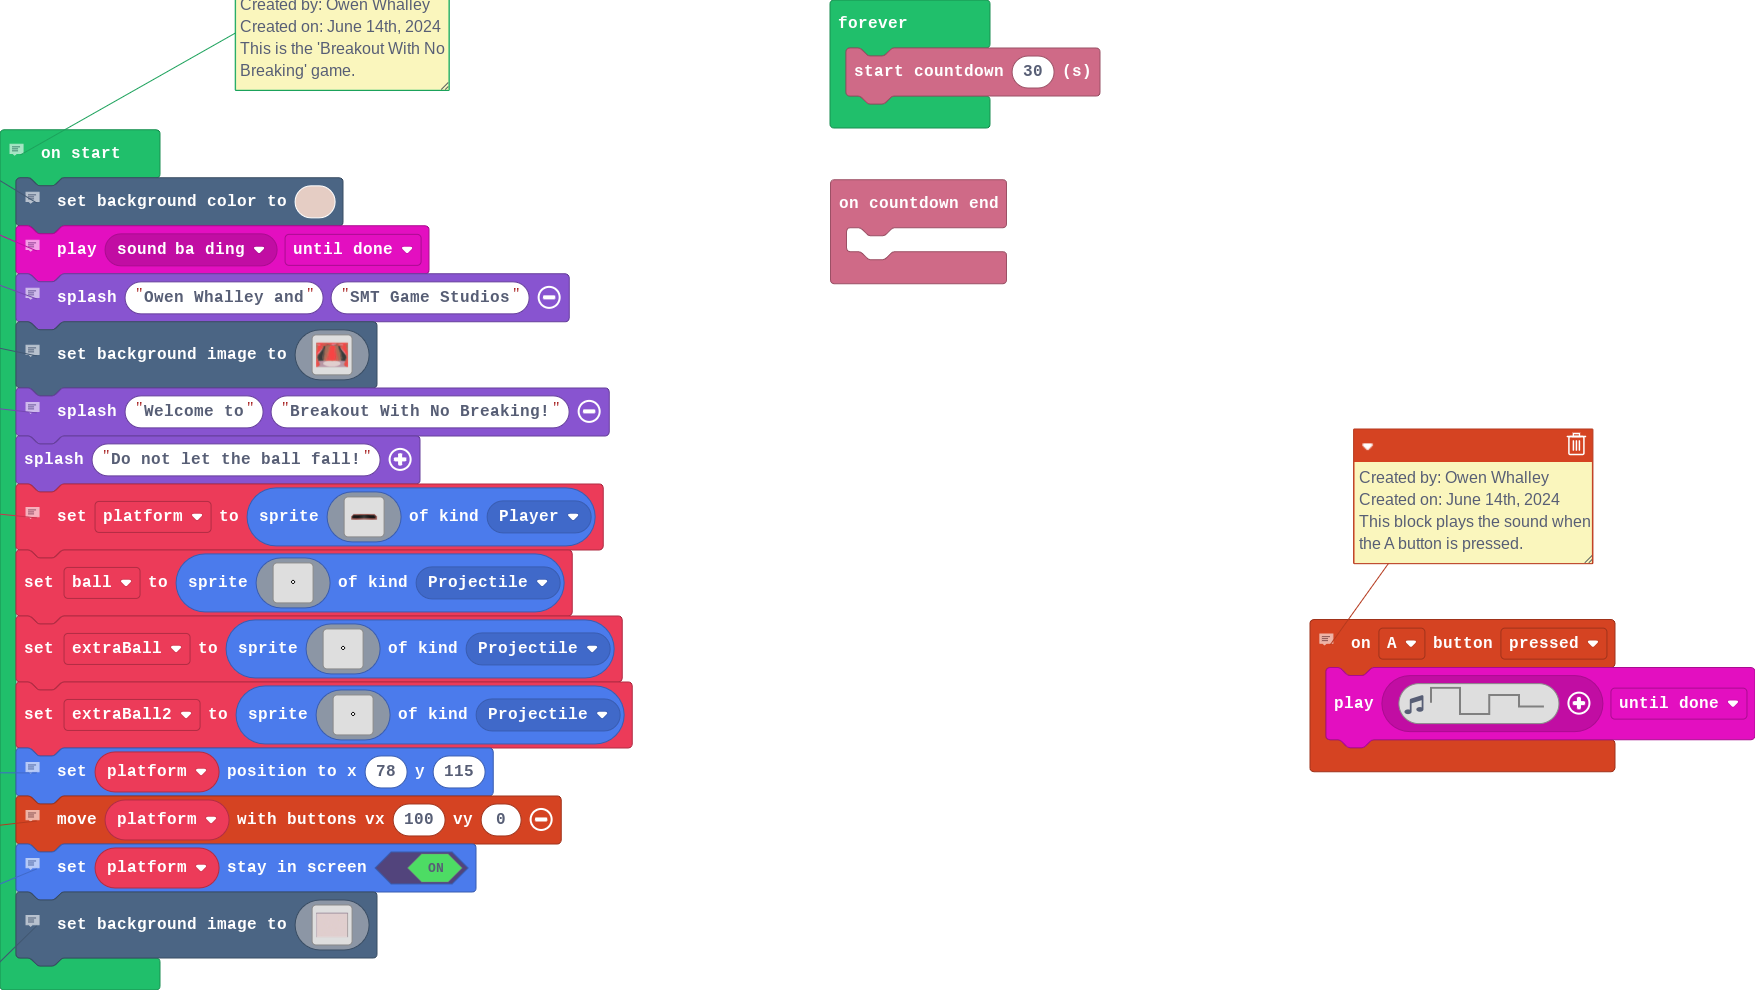 Created by: Owen Whalley
Created on: June 14th, 2024
This is the 'Breakout With No
Breaking' game.
on start
set background color to
play sound ba ding until done
splash "Owen Whalley and" "SMT Game Studios"
set background image to
splash "Welcome to" "Breakout With No Breaking!"
splash "Do not let the ball fall!"
set platform to sprite of kind Player
set ball to sprite of kind Projectile
set extraBall to sprite of kind Projectile
set extraBall2 to sprite of kind Projectile
set platform position to x 78 y 115
move platform with buttons vx 100 vy 0
set platform stay in screen ON
set background image to
forever
start countdown 30 (s)
on countdown end
Created by: Owen Whalley
Created on: June 14th, 2024
This block plays the sound when
the A button is pressed.
on A button pressed
play until done